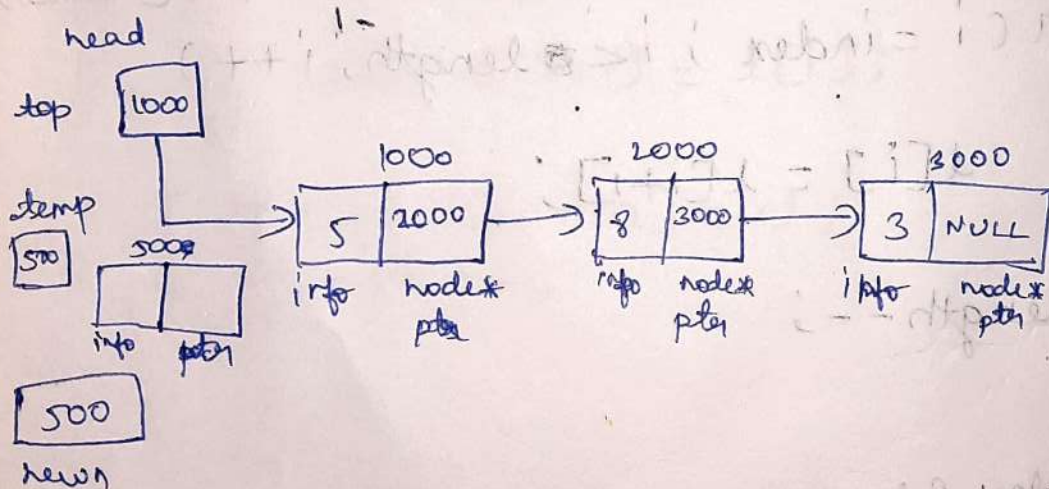 head
top 1000
1000 2000 3000
temp
500
500
5 2000 8 3000 3 NULL
info node* info node* info node*
ptr ptr ptr
info ptr
500
newn